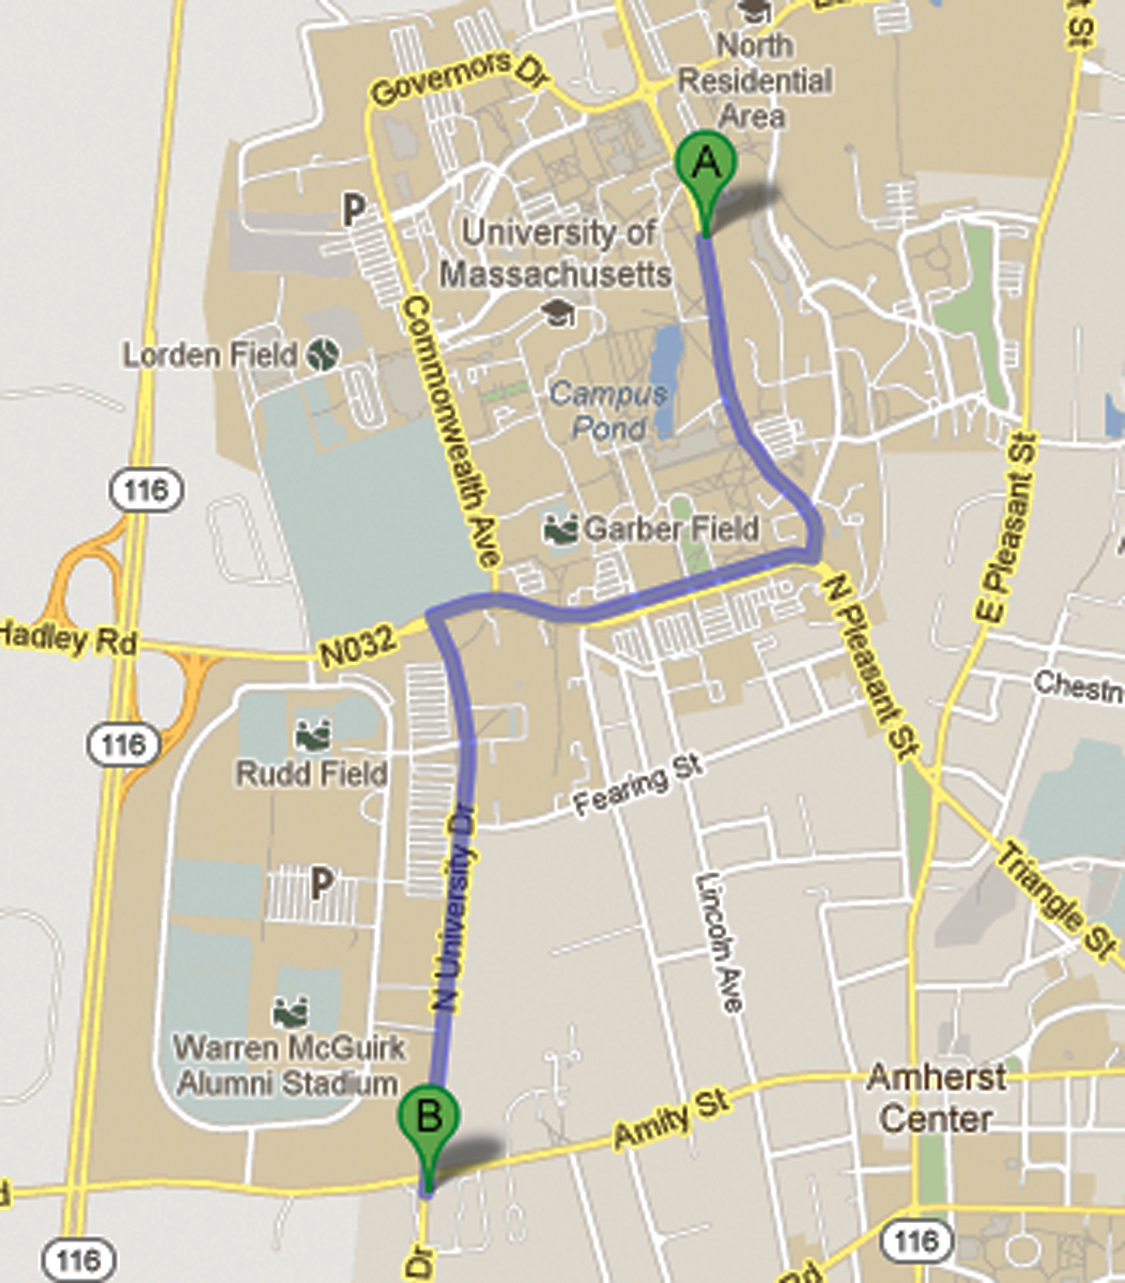 Governors Dr
North
Residential
Area
St
A
P
University of
Massachusetts
Lorden Field
Commonwealth Ave
Campus
Pond
116
Garber Field
E Pleasant St
N Pleasant St
Hadley Rd
N032
116
Rudd Field
Chestn
Fearing St
N University Dr
P
Lincoln Ave
Triangle St
Warren McGuirk
Alumni Stadium
Amherst
Center
B
Amity St
116
116
Dr
Rd